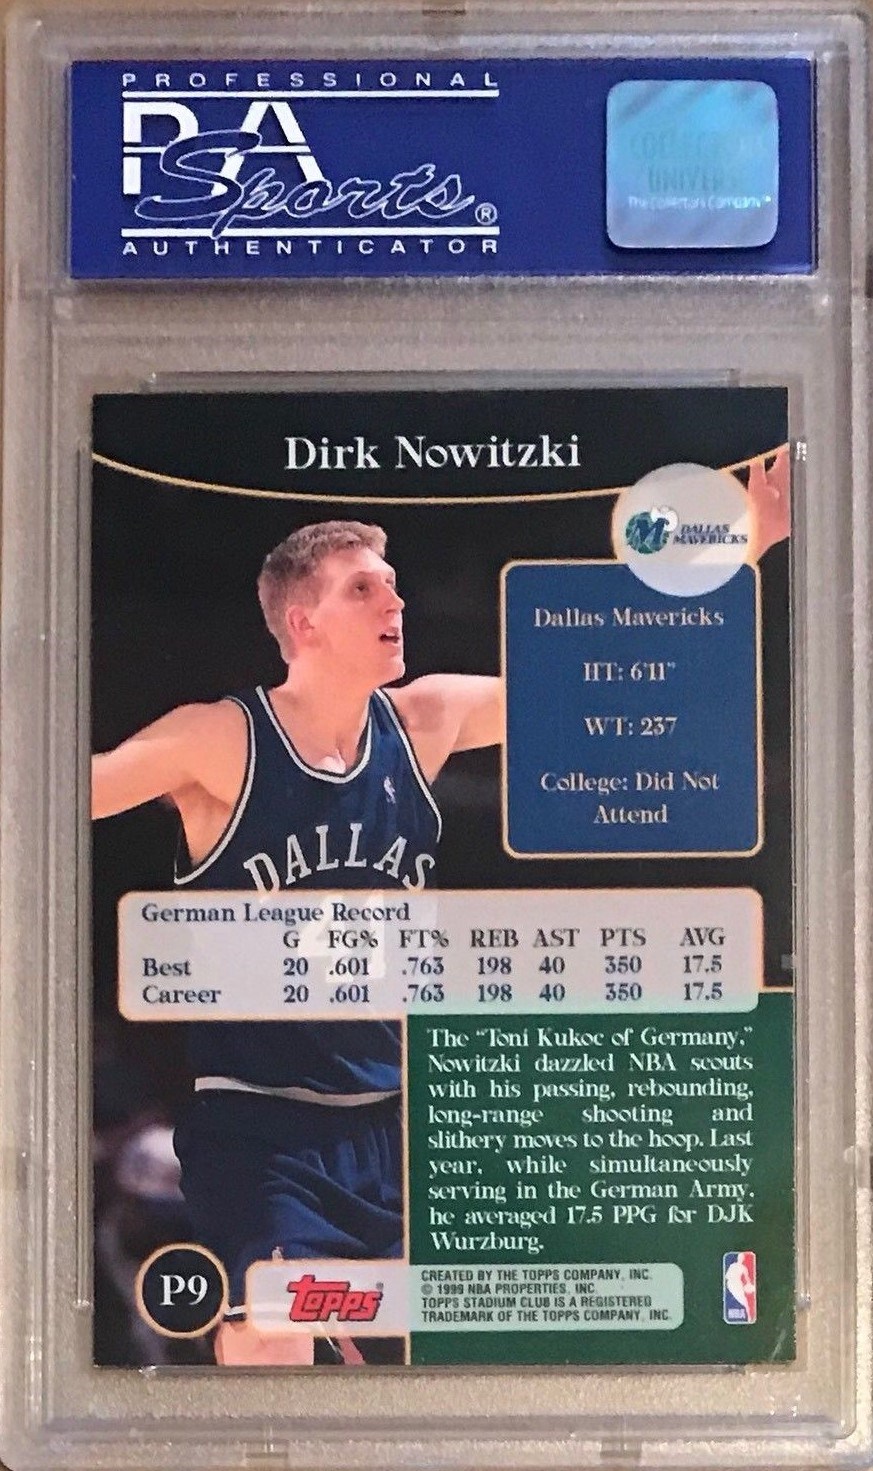 PROFESSIONAL
PSA
Sports®
AUTHENTICATOR
COLLECTORS
UNIVERSE
The Collectors Company™
Dirk Nowitzki
DALLAS
MAVERICKS
Dallas Mavericks
HT: 6'11"
WT: 237
College: Did Not
Attend
DALLAS
41
German League Record
G FG% FT% REB AST PTS AVG
Best 20 .601 .763 198 40 350 17.5
Career 20 .601 .763 198 40 350 17.5
The "Toni Kukoc of Germany,"
Nowitzki dazzled NBA scouts
with his passing, rebounding,
long-range shooting and
slithery moves to the hoop. Last
year, while simultaneously
serving in the German Army,
he averaged 17.5 PPG for DJK
Wurzburg.
P9
Topps®
CREATED BY THE TOPPS COMPANY, INC.
© 1999 NBA PROPERTIES, INC.
TOPPS STADIUM CLUB IS A REGISTERED
TRADEMARK OF THE TOPPS COMPANY, INC.
NBA